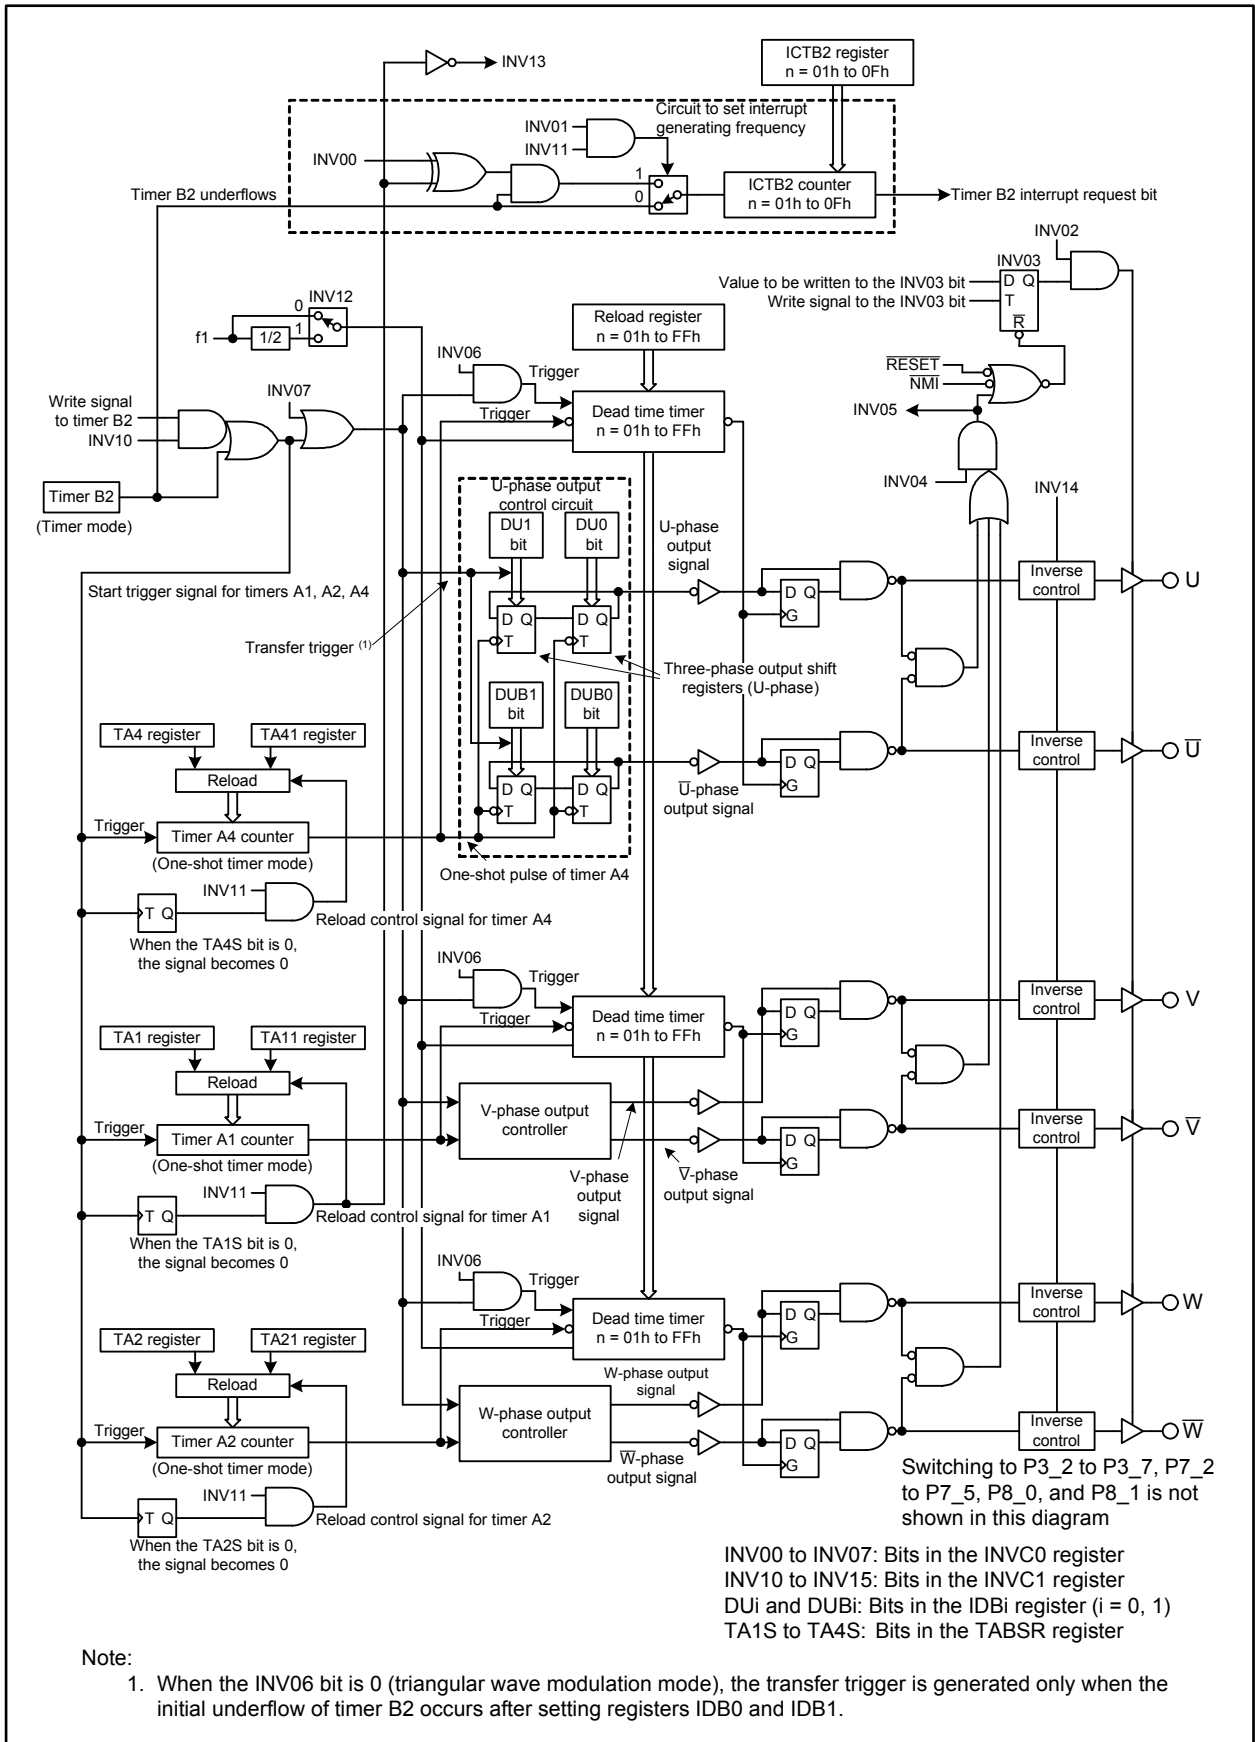 INV13
ICTB2 register
n = 01h to 0Fh
Circuit to set interrupt
generating frequency
INV01
INV11
INV00
1
0
Timer B2 underflows
ICTB2 counter
n = 01h to 0Fh
Timer B2 interrupt request bit
INV02
INV03
Value to be written to the INV03 bit
Write signal to the INV03 bit
D Q
T
R̅
INV12
0
1
f1
1/2
Reload register
n = 01h to FFh
INV06
Trigger
Trigger
Dead time timer
n = 01h to FFh
R̅E̅S̅E̅T̅
N̅M̅I̅
INV05
INV04
INV14
INV07
Write signal
to timer B2
INV10
Timer B2
(Timer mode)
Start trigger signal for timers A1, A2, A4
Transfer trigger (1)
U-phase output
control circuit
DU1
bit
DU0
bit
D Q
T
D Q
T
U-phase
output
signal
D Q
G
Inverse
control
U
Three-phase output shift
registers (U-phase)
DUB1
bit
DUB0
bit
D Q
T
D Q
T
U̅-phase
output signal
D Q
G
Inverse
control
U̅
One-shot pulse of timer A4
TA4 register
TA41 register
Reload
Trigger
Timer A4 counter
(One-shot timer mode)
INV11
T Q
Reload control signal for timer A4
When the TA4S bit is 0,
the signal becomes 0
INV06
Trigger
Trigger
Dead time timer
n = 01h to FFh
D Q
G
Inverse
control
V
TA1 register
TA11 register
Reload
Trigger
Timer A1 counter
(One-shot timer mode)
V-phase output
controller
V-phase
output
signal
V̅-phase
output signal
D Q
G
Inverse
control
V̅
INV11
T Q
Reload control signal for timer A1
When the TA1S bit is 0,
the signal becomes 0
INV06
Trigger
Trigger
Dead time timer
n = 01h to FFh
D Q
G
Inverse
control
W
TA2 register
TA21 register
Reload
Trigger
Timer A2 counter
(One-shot timer mode)
W-phase output
controller
W-phase output
signal
W̅-phase
output signal
D Q
G
Inverse
control
W̅
INV11
T Q
Reload control signal for timer A2
When the TA2S bit is 0,
the signal becomes 0
Switching to P3_2 to P3_7, P7_2
to P7_5, P8_0, and P8_1 is not
shown in this diagram
INV00 to INV07: Bits in the INVC0 register
INV10 to INV15: Bits in the INVC1 register
DUi and DUBi: Bits in the IDBi register (i = 0, 1)
TA1S to TA4S: Bits in the TABSR register
Note:
1. When the INV06 bit is 0 (triangular wave modulation mode), the transfer trigger is generated only when the
initial underflow of timer B2 occurs after setting registers IDB0 and IDB1.